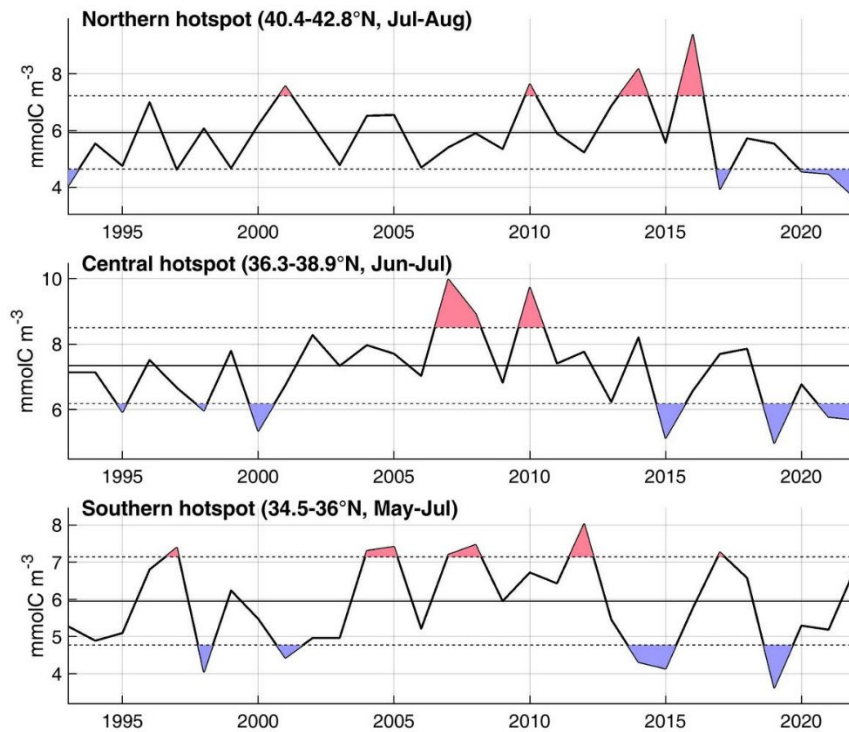 Northern hotspot (40.4-42.8°N, Jul-Aug)
mmolC m⁻³
8
6
4
1995 2000 2005 2010 2015 2020
Central hotspot (36.3-38.9°N, Jun-Jul)
mmolC m⁻³
10
8
6
1995 2000 2005 2010 2015 2020
Southern hotspot (34.5-36°N, May-Jul)
mmolC m⁻³
8
7
6
5
4
1995 2000 2005 2010 2015 2020